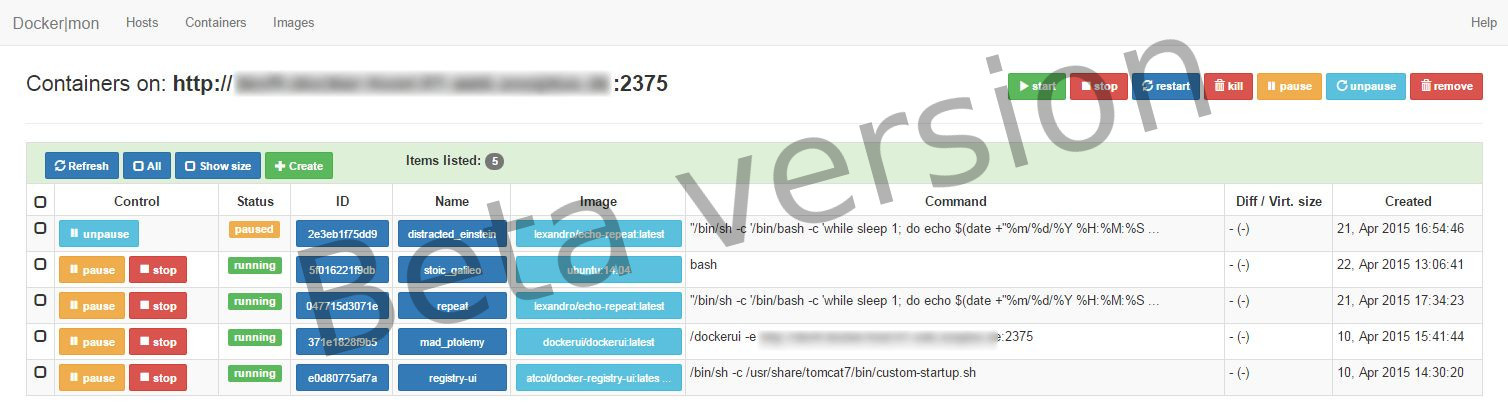 Docker|mon Hosts Containers Images Help
Containers on: http:// :2375
start stop restart kill pause unpause remove
Refresh All Show size Create Items listed: 5
Control Status ID Name Image Command Diff / Virt. size Created
unpause paused 2e3eb1f75dd9 distracted_einstein lexandro/echo-repeat:latest "/bin/sh -c '/bin/bash -c 'while sleep 1; do echo $(date +"%m/%d/%Y %H:%M:%S ... - (-) 21, Apr 2015 16:54:46
pause stop running 5f016221f9db stoic_galileo ubuntu:14.04 bash - (-) 22, Apr 2015 13:06:41
pause stop running 047715d3071e repeat lexandro/echo-repeat:latest "/bin/sh -c '/bin/bash -c 'while sleep 1; do echo $(date +"%m/%d/%Y %H:%M:%S ... - (-) 21, Apr 2015 17:34:23
pause stop running 371e1828f9b5 mad_ptolemy dockerui/dockerui:latest /dockerui -e e:2375 - (-) 10, Apr 2015 15:41:44
pause stop running e0d80775af7a registry-ui atcol/docker-registry-ui:lates ... /bin/sh -c /usr/share/tomcat7/bin/custom-startup.sh - (-) 10, Apr 2015 14:30:20
Beta version